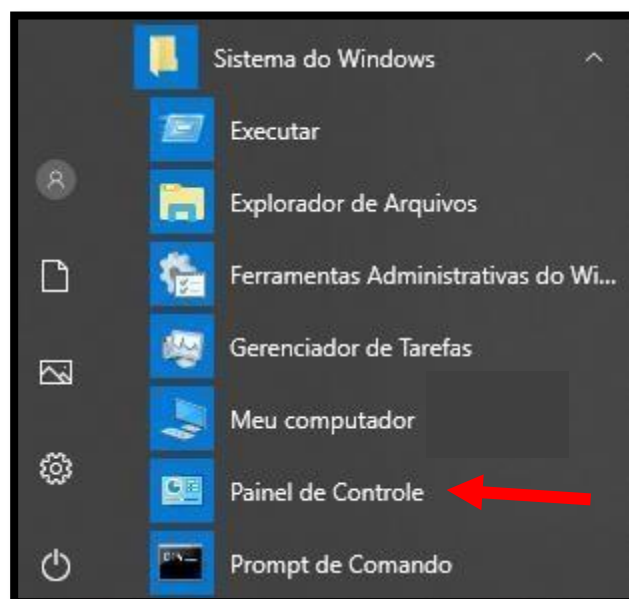 Sistema do Windows
Executar
Explorador de Arquivos
Ferramentas Administrativas do Wi...
Gerenciador de Tarefas
Meu computador
Painel de Controle
Prompt de Comando